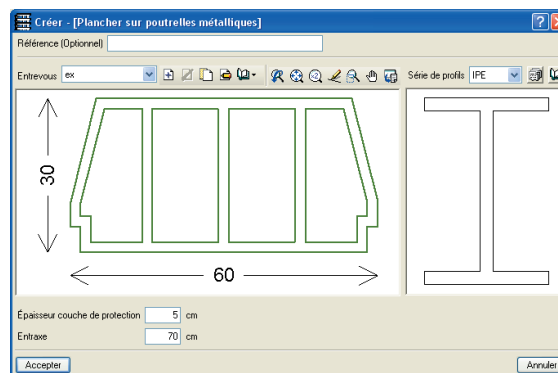 Créer - [Plancher sur poutrelles métalliques]
Référence (Optionnel)
Entrevous ex
Série de profils IPE
30
60
Épaisseur couche de protection 5 cm
Entraxe 70 cm
Accepter Annuler